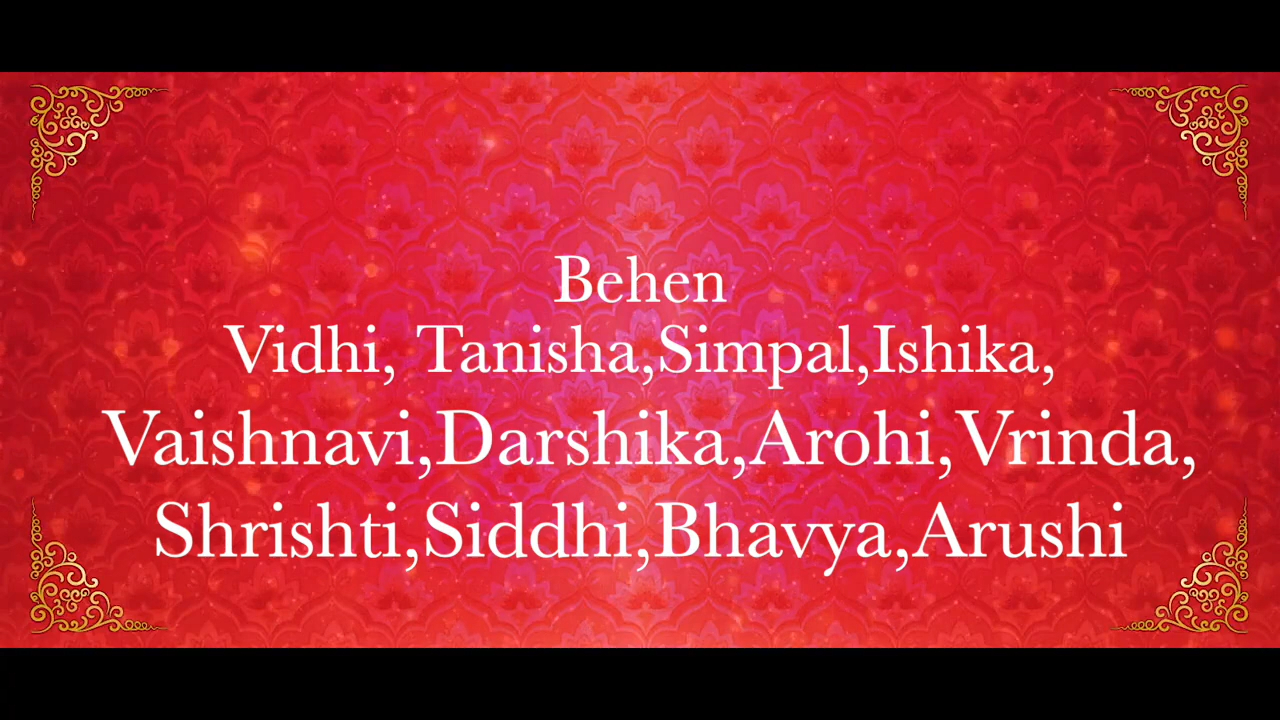 Behen
Vidhi, Tanisha,Simpal,Ishika,
Vaishnavi,Darshika,Arohi,Vrinda,
Shrishti,Siddhi,Bhavya,Arushi